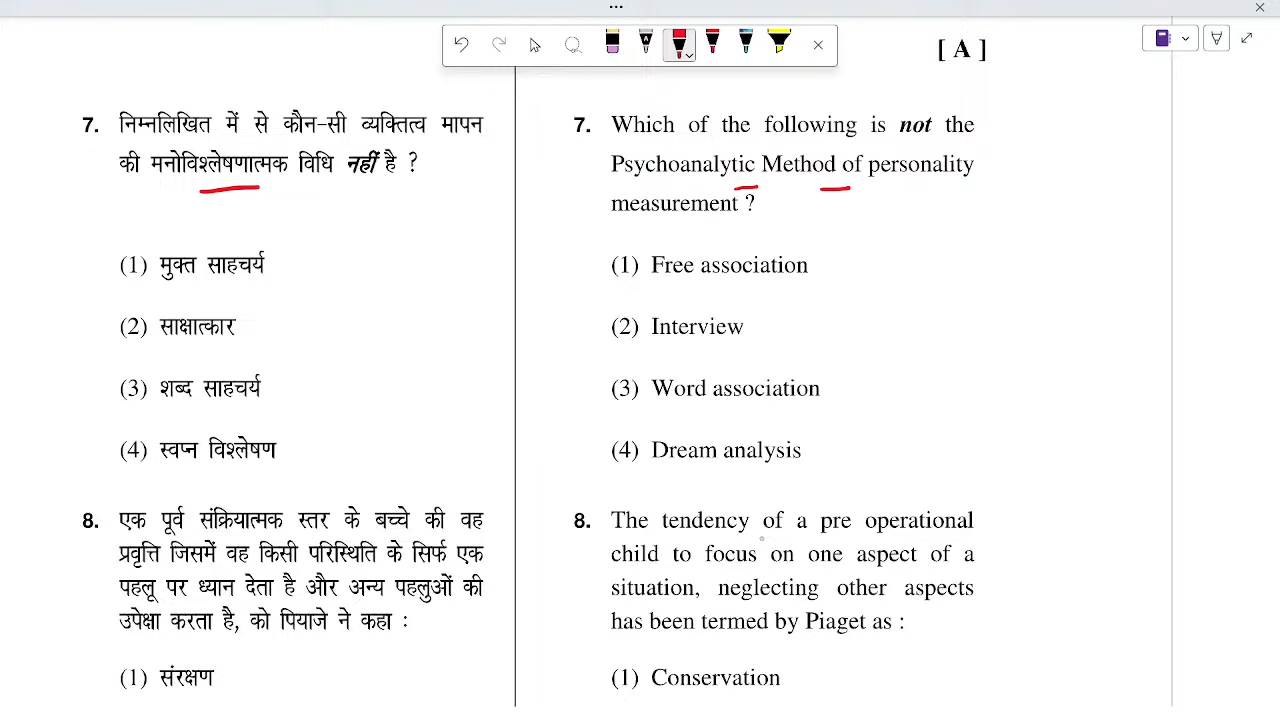 [ A ]
7. निम्नलिखित में से कौन-सी व्यक्तित्व मापन
की मनोविश्लेषणात्मक विधि नहीं है ?
(1) मुक्त साहचर्य
(2) साक्षात्कार
(3) शब्द साहचर्य
(4) स्वप्न विश्लेषण
8. एक पूर्व संक्रियात्मक स्तर के बच्चे की वह
प्रवृत्ति जिसमें वह किसी परिस्थिति के सिर्फ एक
पहलू पर ध्यान देता है और अन्य पहलुओं की
उपेक्षा करता है, को पियाजे ने कहा :
(1) संरक्षण
7. Which of the following is not the
Psychoanalytic Method of personality
measurement ?
(1) Free association
(2) Interview
(3) Word association
(4) Dream analysis
8. The tendency of a pre operational
child to focus on one aspect of a
situation, neglecting other aspects
has been termed by Piaget as :
(1) Conservation